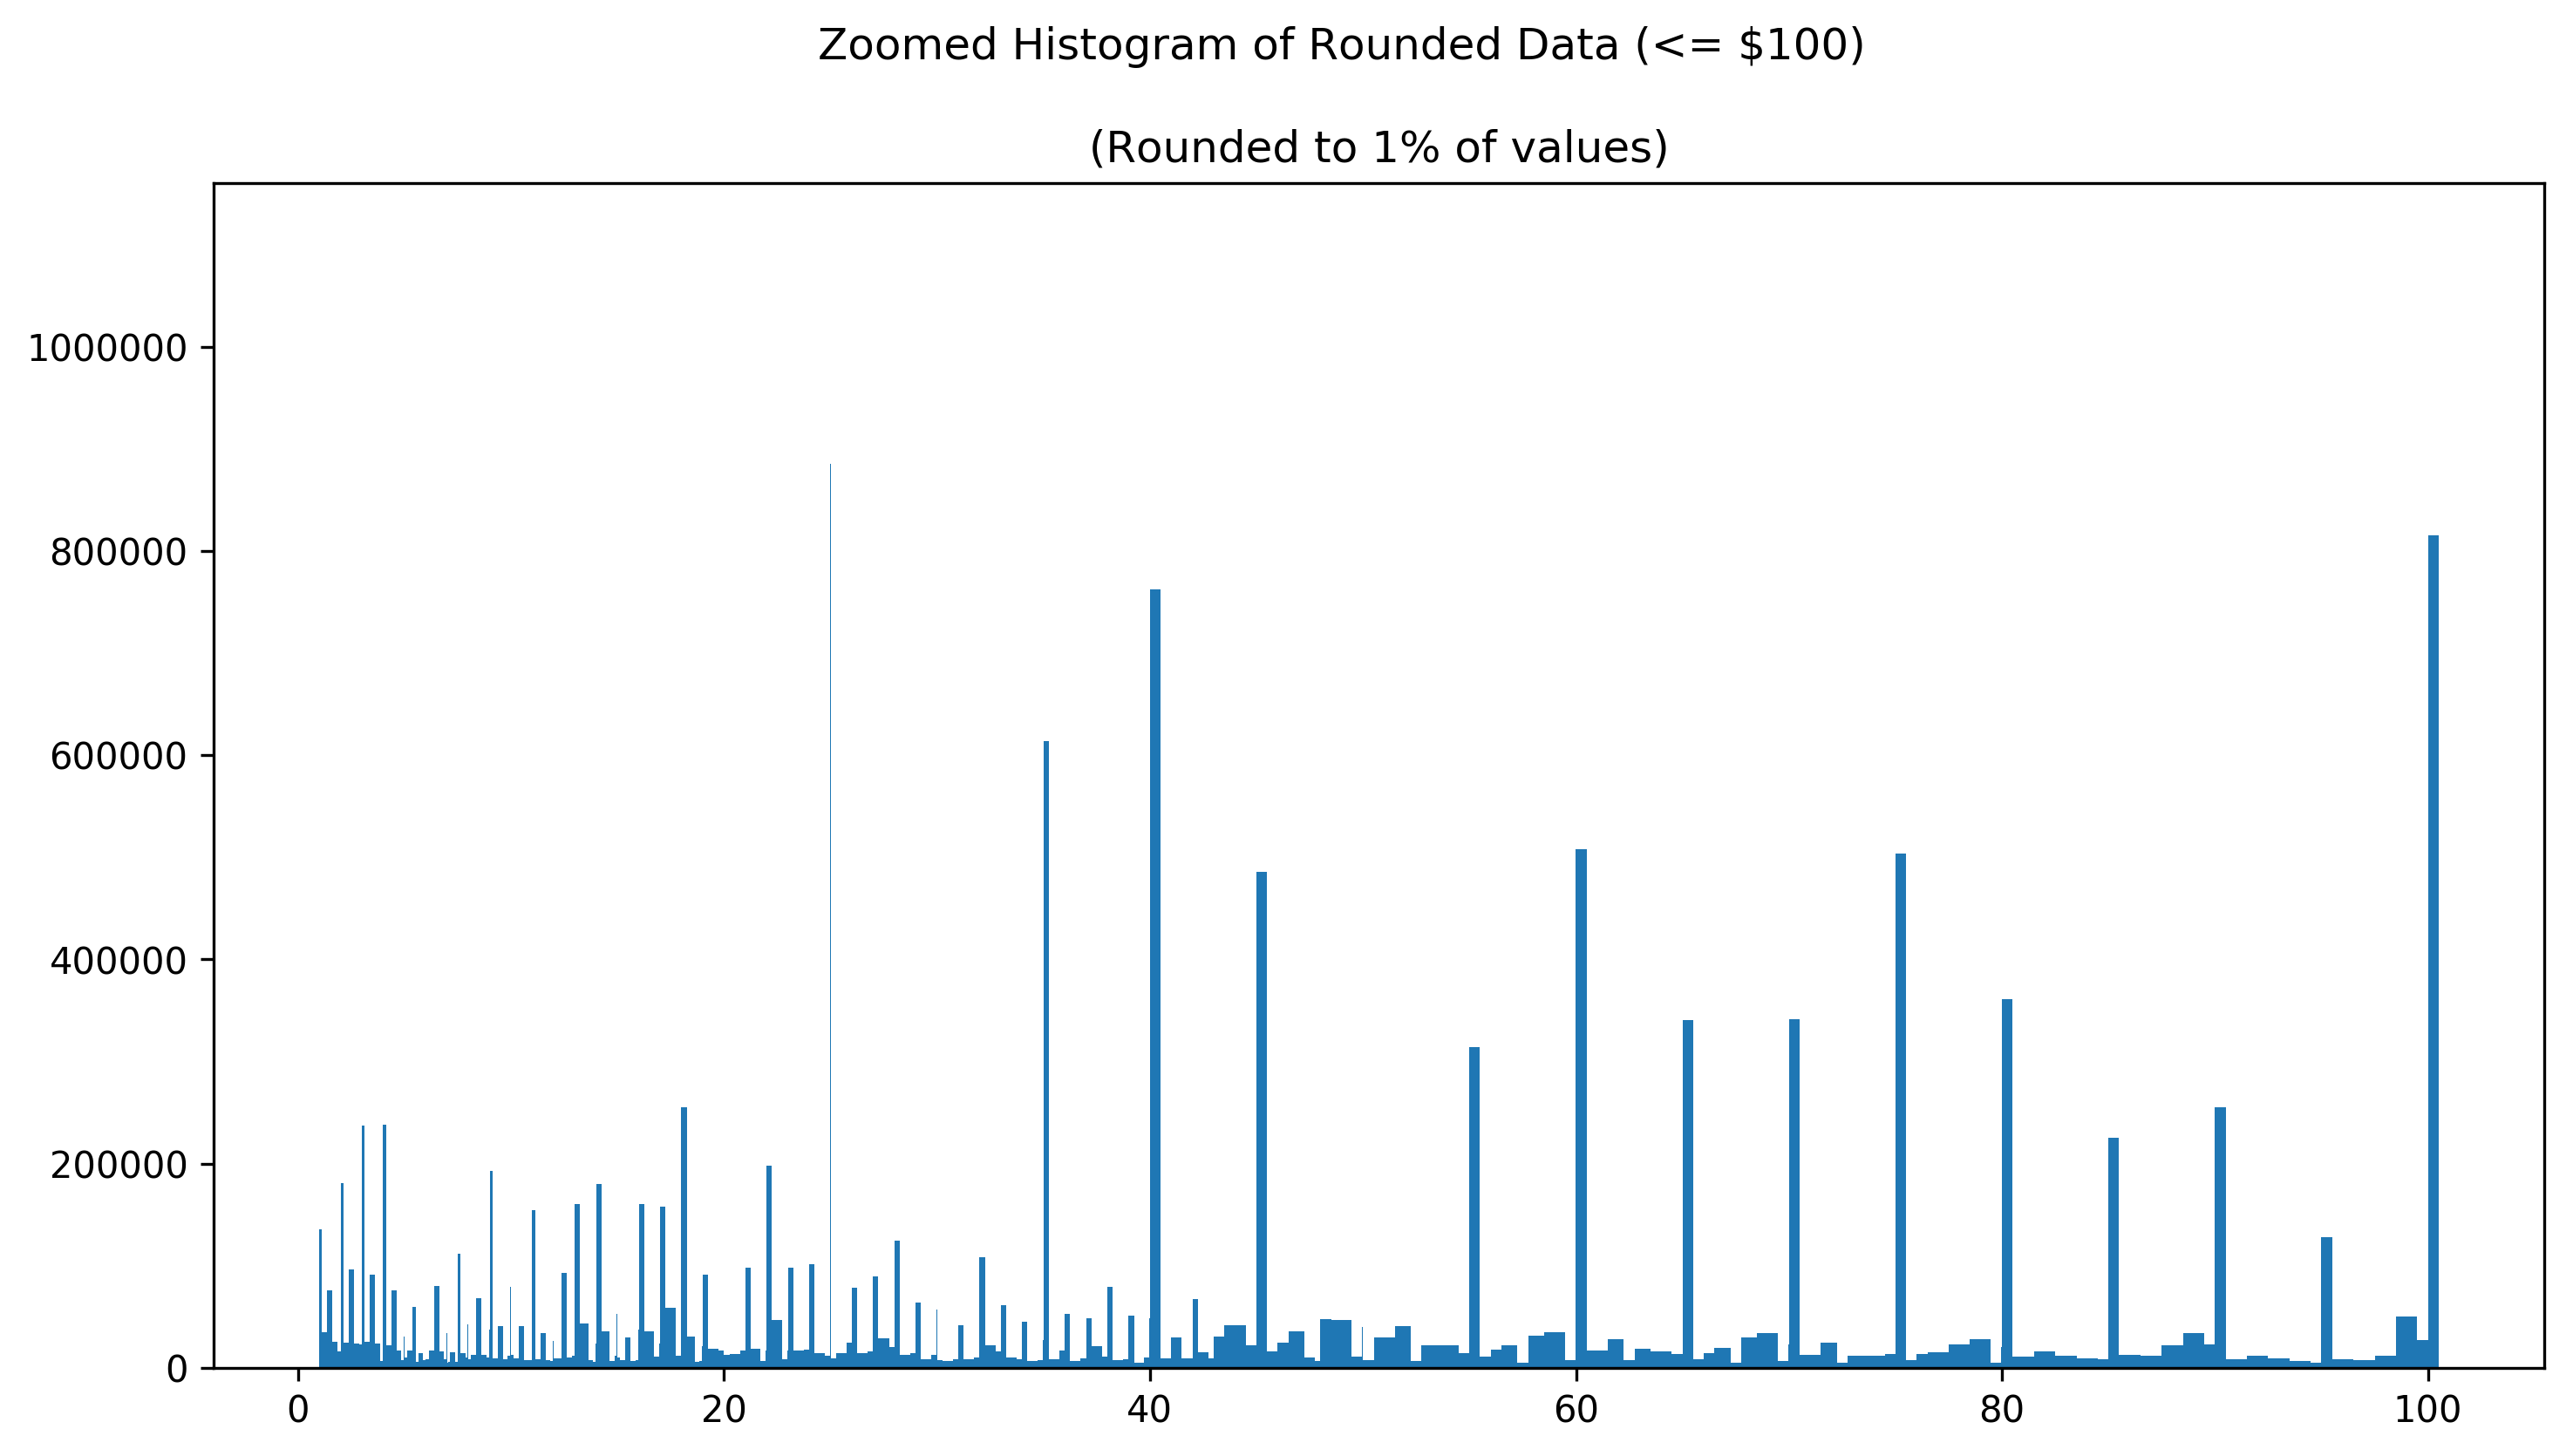 Zoomed Histogram of Rounded Data (<= $100)
(Rounded to 1% of values)
1000000
800000
600000
400000
200000
0
0 20 40 60 80 100